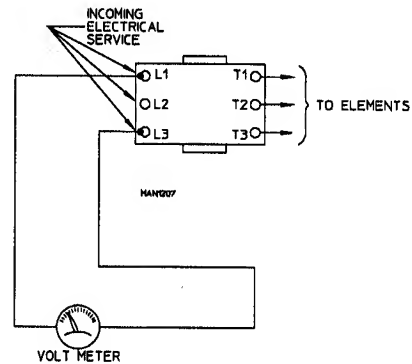 INCOMING
ELECTRICAL
SERVICE
L1 T1
L2 T2
L3 T3
TO ELEMENTS
MAN1207
VOLT METER